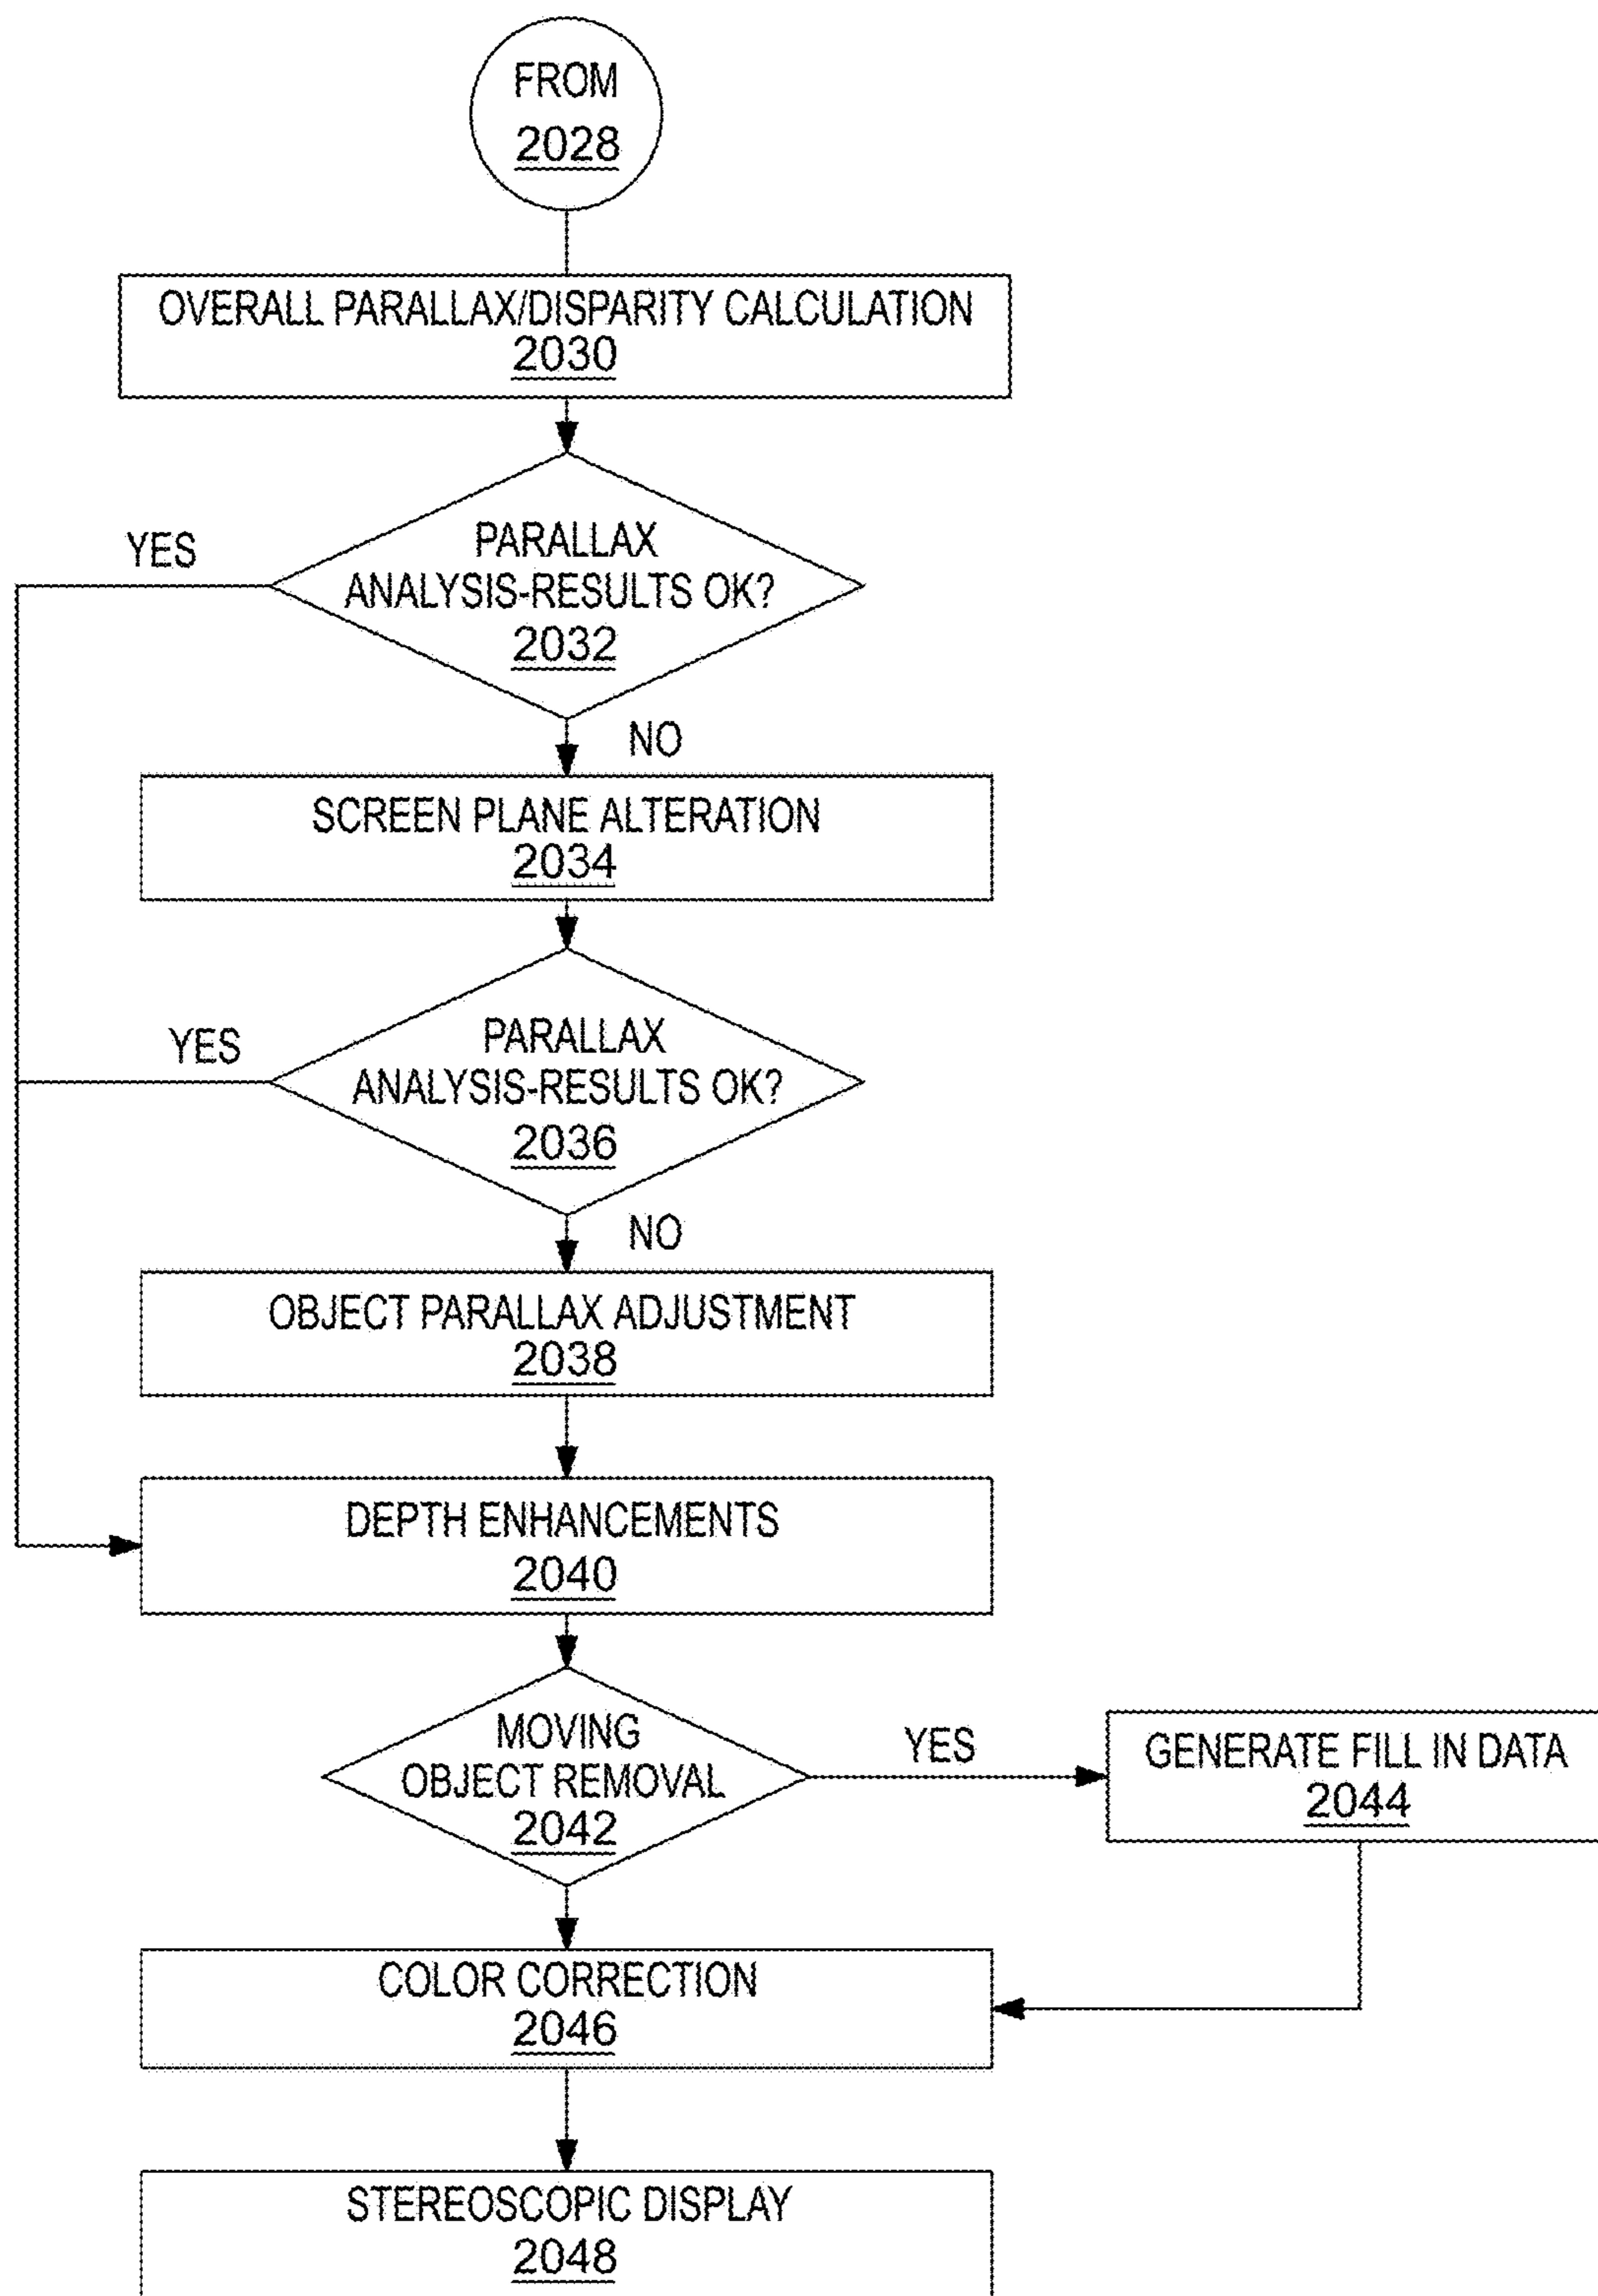 FROM
2028
OVERALL PARALLAX/DISPARITY CALCULATION
2030
YES
PARALLAX
ANALYSIS-RESULTS OK?
2032
NO
SCREEN PLANE ALTERATION
2034
YES
PARALLAX
ANALYSIS-RESULTS OK?
2036
NO
OBJECT PARALLAX ADJUSTMENT
2038
DEPTH ENHANCEMENTS
2040
MOVING
OBJECT REMOVAL
2042
YES
GENERATE FILL IN DATA
2044
COLOR CORRECTION
2046
STEREOSCOPIC DISPLAY
2048